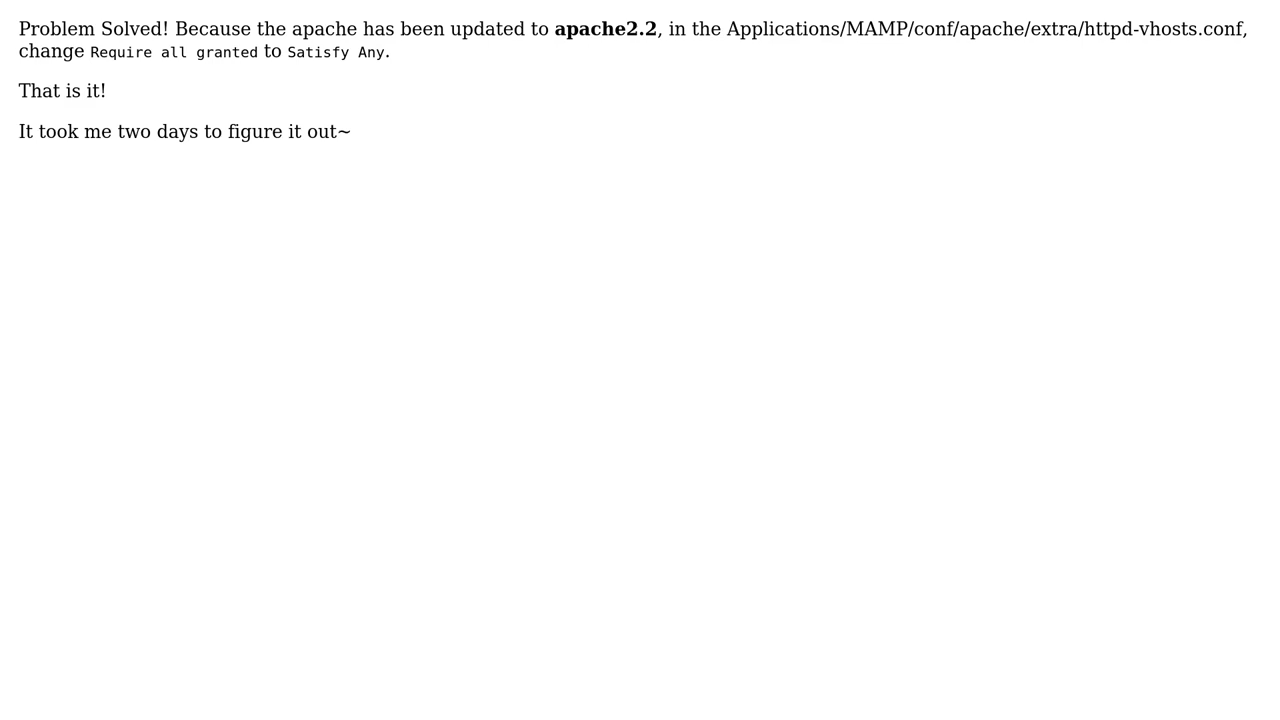 Problem Solved! Because the apache has been updated to apache2.2, in the Applications/MAMP/conf/apache/extra/httpd-vhosts.conf,
change Require all granted to Satisfy Any.
That is it!
It took me two days to figure it out~